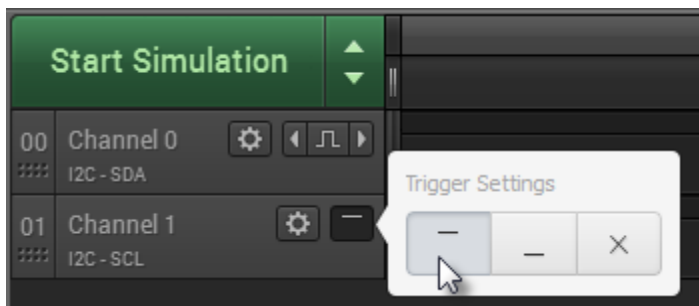 Start Simulation
00 Channel 0
I2C - SDA
01 Channel 1
I2C - SCL
Trigger Settings